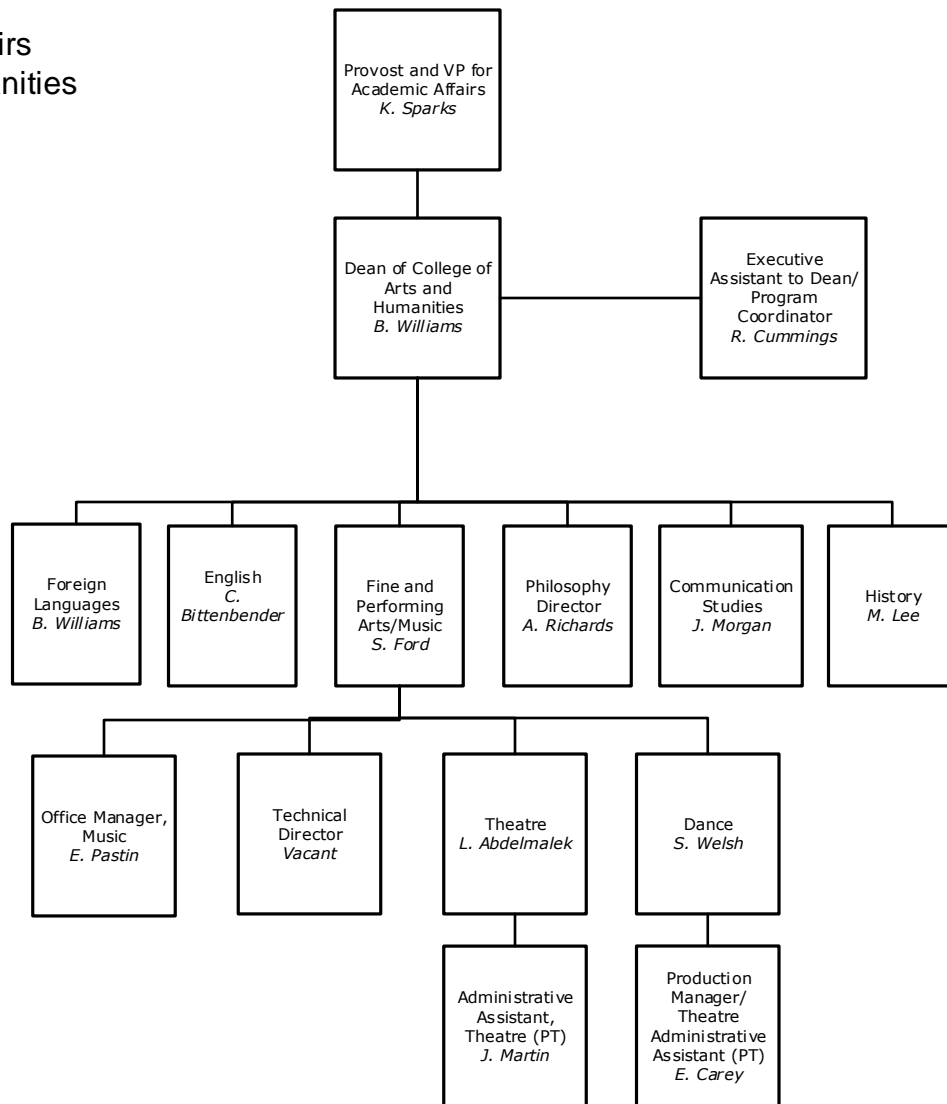 irs
nities
Provost and VP for
Academic Affairs
K. Sparks
Dean of College of
Arts and
Humanities
B. Williams
Executive
Assistant to Dean/
Program
Coordinator
R. Cummings
Foreign
Languages
B. Williams
English
C.
Bittenbender
Fine and
Performing
Arts/Music
S. Ford
Philosophy
Director
A. Richards
Communication
Studies
J. Morgan
History
M. Lee
Office Manager,
Music
E. Pastin
Technical
Director
Vacant
Theatre
L. Abdelmalek
Dance
S. Welsh
Administrative
Assistant,
Theatre (PT)
J. Martin
Production
Manager/
Theatre
Administrative
Assistant (PT)
E. Carey